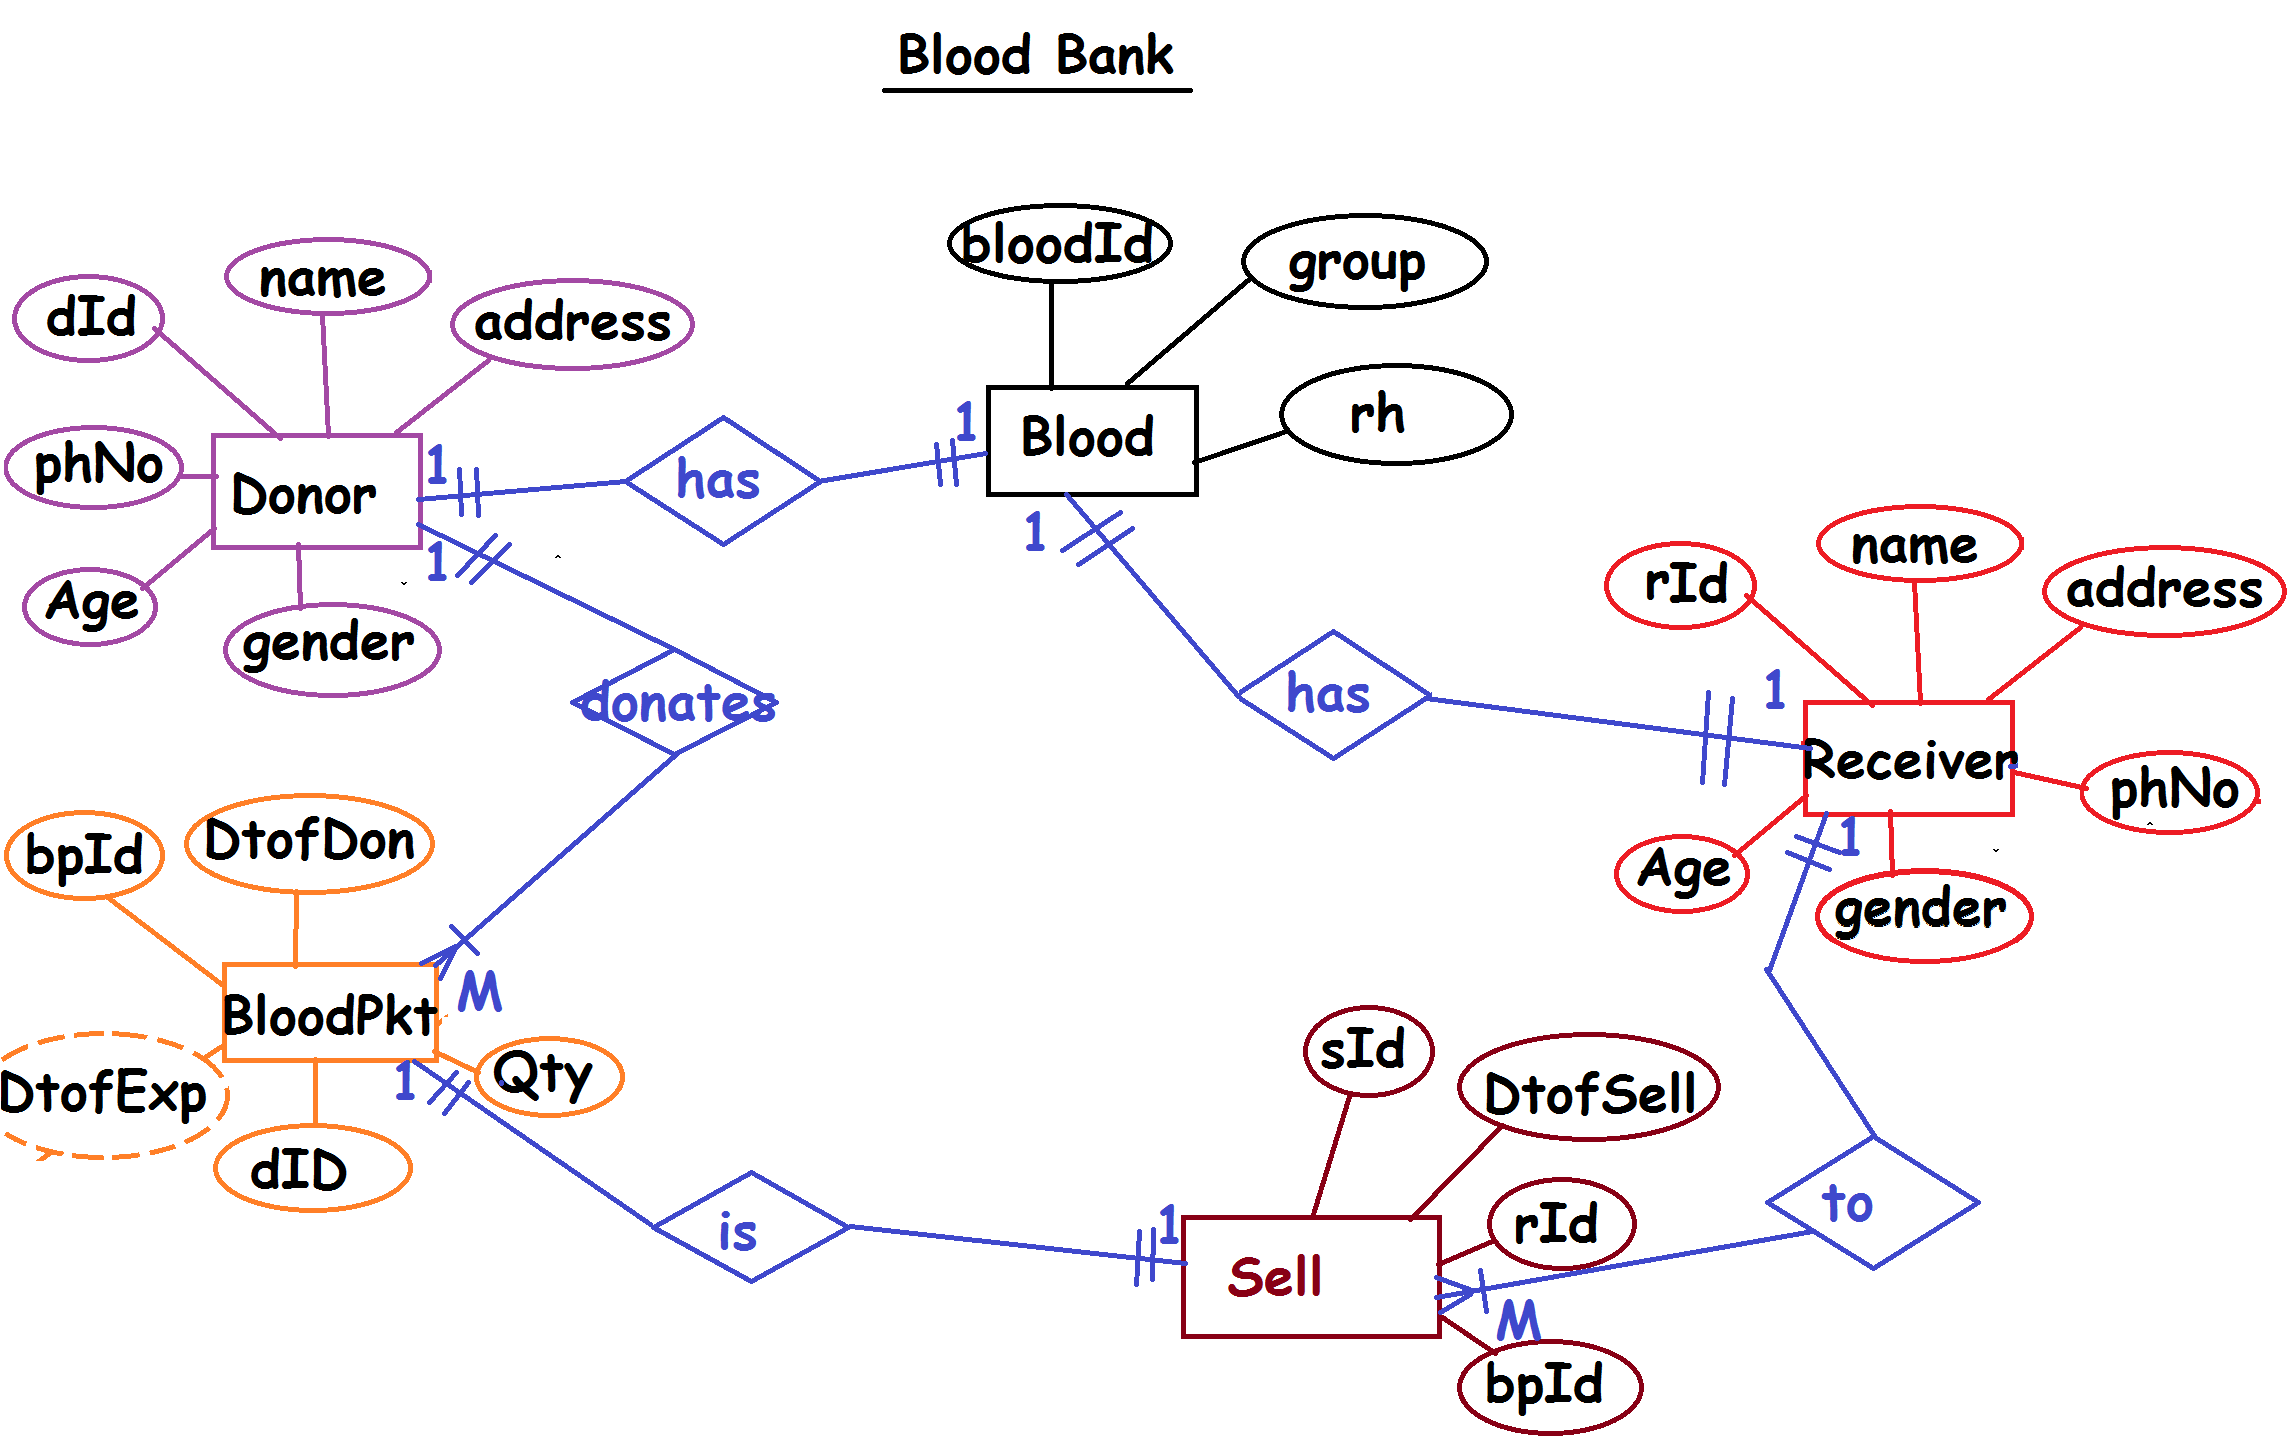 Blood Bank
bloodId
group
name
dId
address
rh
1
Blood
1
phNo
Donor
has
1
1
Age
gender
name
rId
address
donates
has
1
Receiver
phNo
1
Age
gender
bpId
DtofDon
M
BloodPkt
Qty
1
DtofExp
dID
sId
DtofSell
is
1
rId
to
Sell
M
bpId